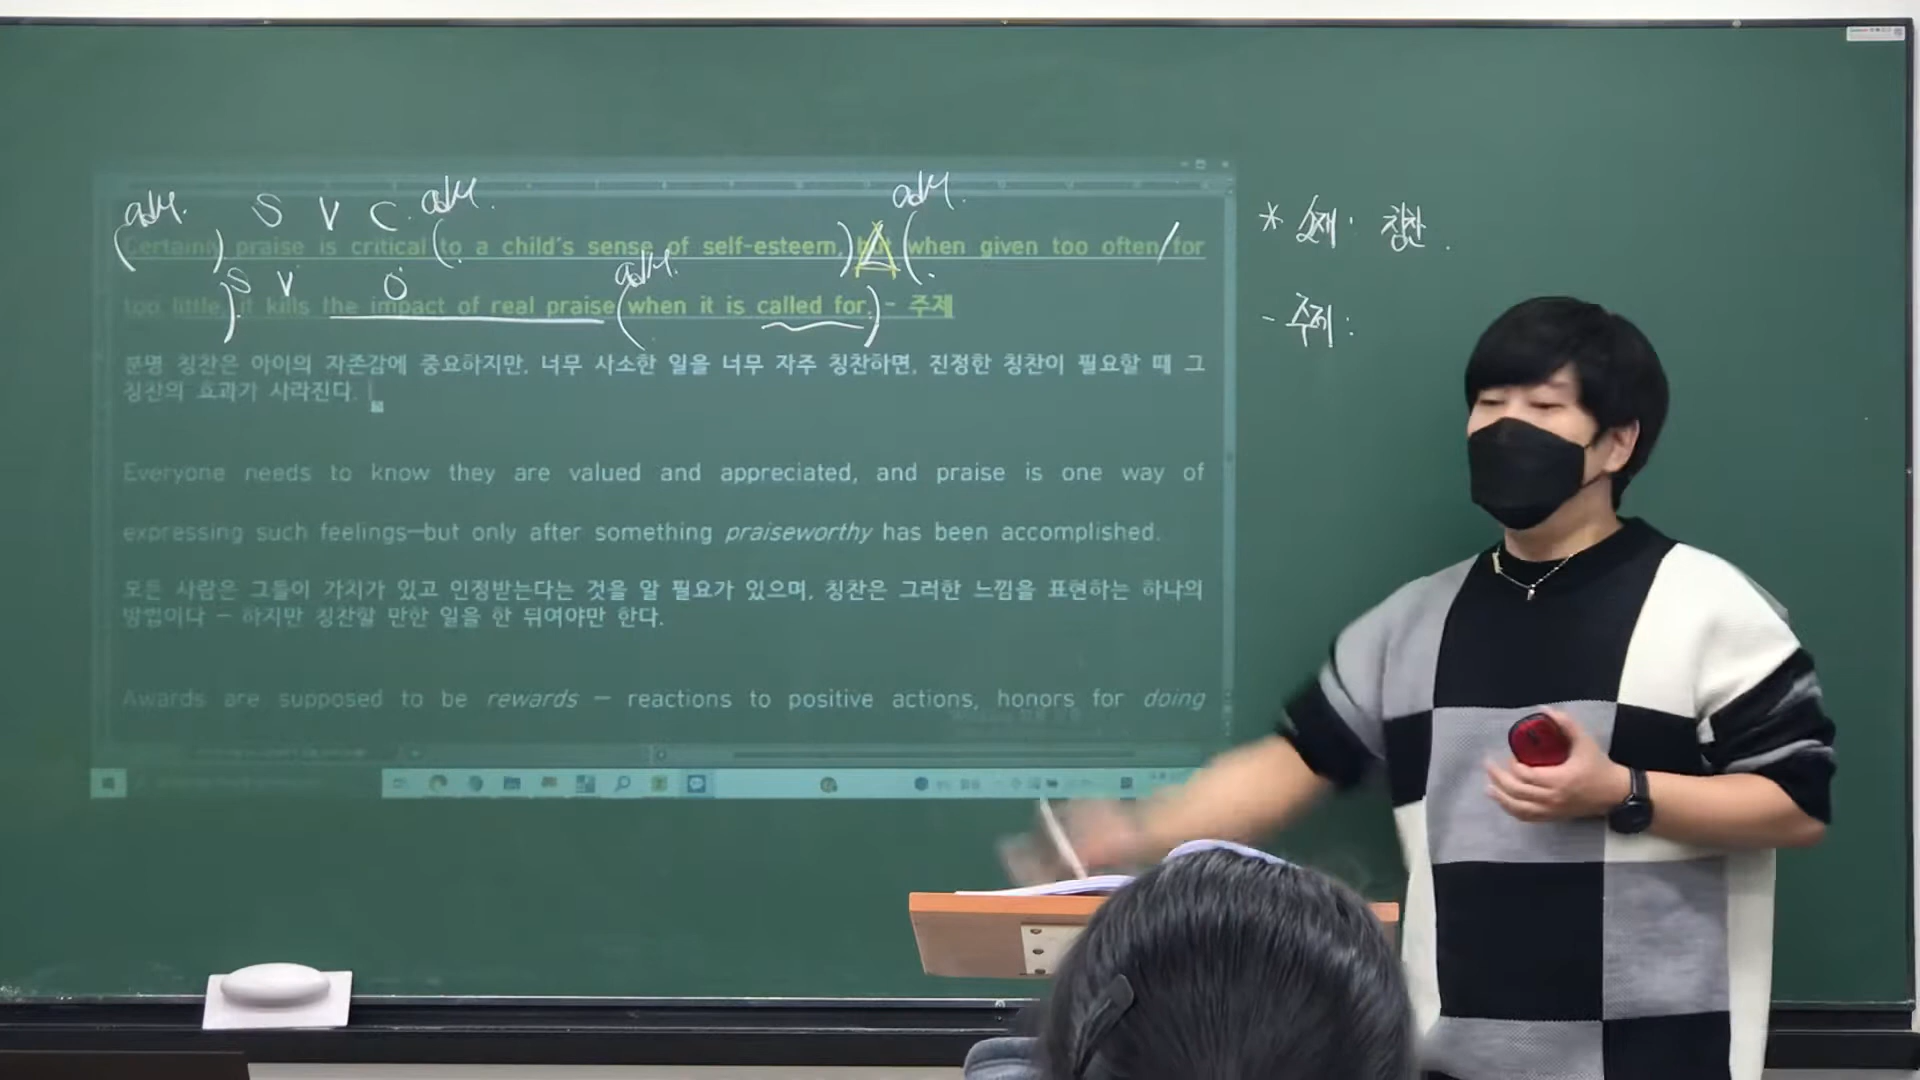 adv. S V C. adv. adv.
(Certainly) praise is critical (to a child's sense of self-esteem,) but (when given too often/for
S V O adv.
too little,) it kills the impact of real praise (when it is called for.) - 주제
분명 칭찬은 아이의 자존감에 중요하지만, 너무 사소한 일을 너무 자주 칭찬하면, 진정한 칭찬이 필요할 때 그
칭찬의 효과가 사라진다.
Everyone needs to know they are valued and appreciated, and praise is one way of
expressing such feelings—but only after something praiseworthy has been accomplished.
모든 사람은 그들이 가치가 있고 인정받는다는 것을 알 필요가 있으며, 칭찬은 그러한 느낌을 표현하는 하나의
방법이다 - 하지만 칭찬할 만한 일을 한 뒤여야만 한다.
Awards are supposed to be rewards — reactions to positive actions, honors for doing
* 소재: 칭찬.
- 주제: